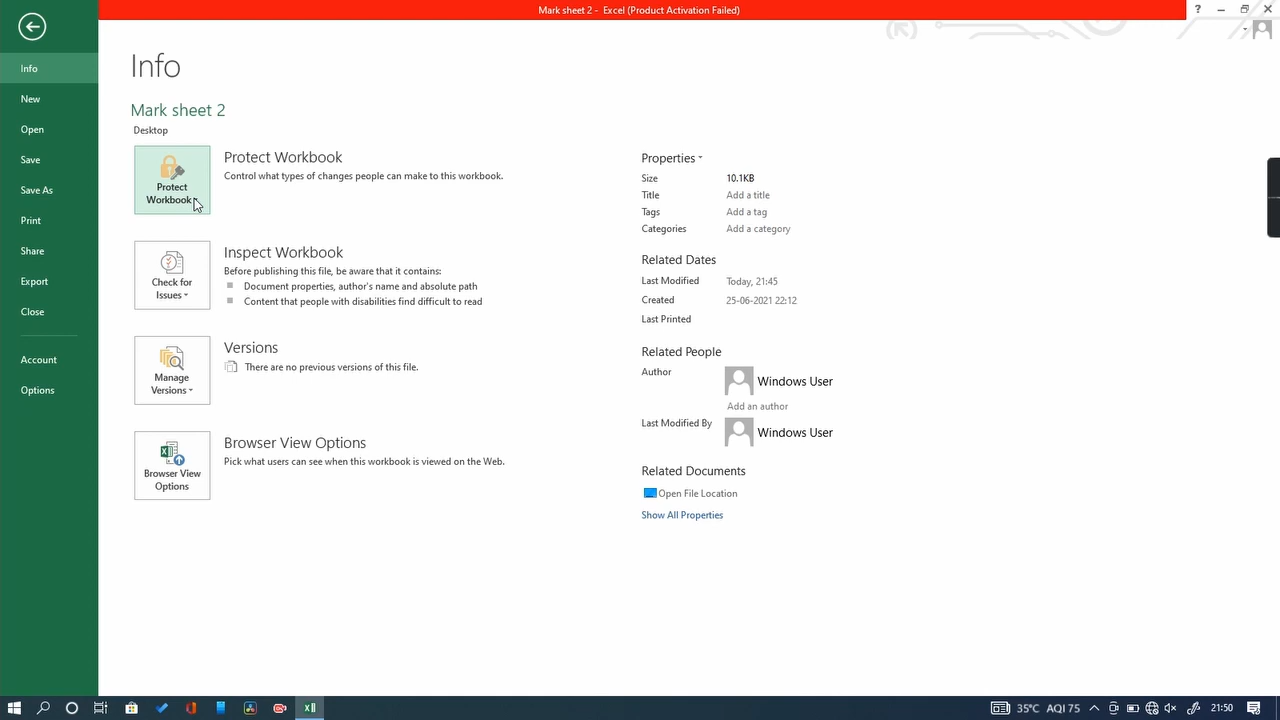 Mark sheet 2 - Excel (Product Activation Failed)
?
Info
New
Open
Save
Save As
Print
Share
Export
Close
Account
Options
Info
Mark sheet 2
Desktop
Protect
Workbook
Protect Workbook
Control what types of changes people can make to this workbook.
Check for
Issues
Inspect Workbook
Before publishing this file, be aware that it contains:
Document properties, author's name and absolute path
Content that people with disabilities find difficult to read
Manage
Versions
Versions
There are no previous versions of this file.
Browser View
Options
Browser View Options
Pick what users can see when this workbook is viewed on the Web.
Properties
Size 10.1KB
Title Add a title
Tags Add a tag
Categories Add a category
Related Dates
Last Modified Today, 21:45
Created 25-06-2021 22:12
Last Printed
Related People
Author Windows User
Add an author
Last Modified By Windows User
Related Documents
Open File Location
Show All Properties
35°C AQI 75 21:50